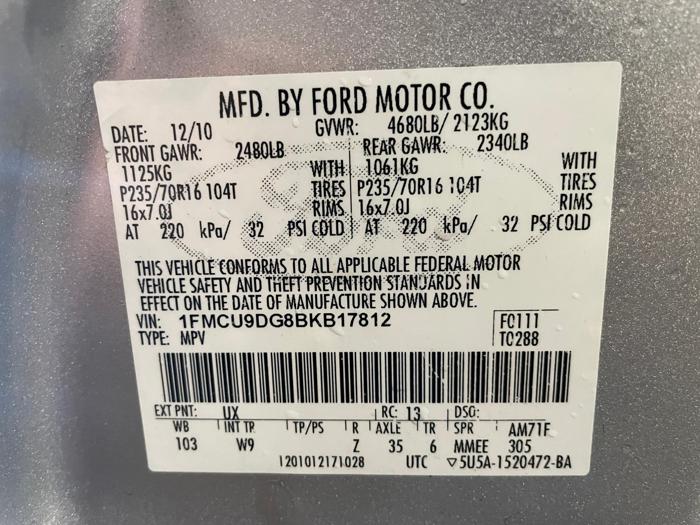 MFD. BY FORD MOTOR CO.
DATE: 12/10 GVWR: 4680LB/ 2123KG
FRONT GAWR: 2480LB REAR GAWR: 2340LB
1125KG WITH 1061KG WITH
P235/70R16 104T TIRES P235/70R16 104T TIRES
16x7.0J RIMS 16x7.0J RIMS
AT 220 kPa/ 32 PSI COLD AT 220 kPa/ 32 PSI COLD
THIS VEHICLE CONFORMS TO ALL APPLICABLE FEDERAL MOTOR
VEHICLE SAFETY AND THEFT PREVENTION STANDARDS IN
EFFECT ON THE DATE OF MANUFACTURE SHOWN ABOVE.
VIN: 1FMCU9DG8BKB17812 F0111
TYPE: MPV T0288
EXT PNT: UX RC: 13 DSO:
WB INT TR TP/PS R AXLE TR SPR AM71F
103 W9 Z 35 6 MMEE 305
1201012171028 UTC ▽5U5A-1520472-BA